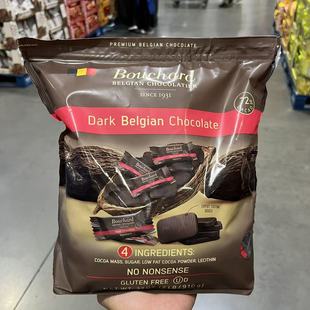 PREMIUM BELGIAN CHOCOLATE
Bouchard
BELGIAN CHOCOLATIER
SINCE 1931
72%
Dark Belgian Chocolate
Bouchard
4 INGREDIENTS:
COCOA MASS, SUGAR, LOW FAT COCOA POWDER, LECITHIN
NO NONSENSE
GLUTEN FREE U D